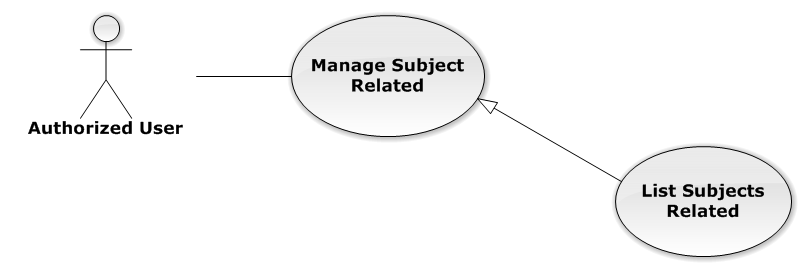 Manage Subject
Related
Authorized User
List Subjects
Related